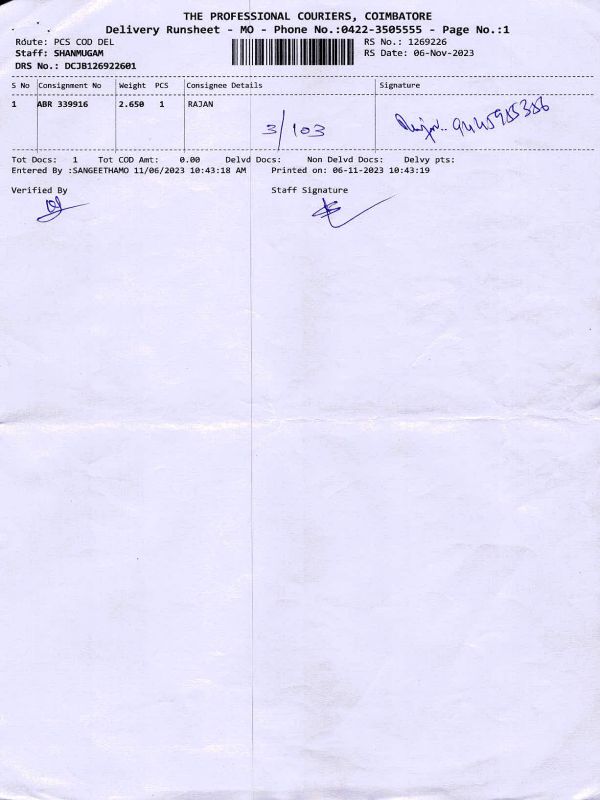 THE PROFESSIONAL COURIERS, COIMBATORE
Delivery Runsheet - MO - Phone No.:0422-3505555 - Page No.:1
Route: PCS COD DEL RS No.: 1269226
Staff: SHANMUGAM RS Date: 06-Nov-2023
DRS No.: DCJB126922601
S No Consignment No Weight PCS Consignee Details Signature
1 ABR 339916 2.650 1 RAJAN
3/103
Tot Docs: 1 Tot COD Amt: 0.00 Delvd Docs: Non Delvd Docs: Delvy pts:
Entered By :SANGEETHAMO 11/06/2023 10:43:18 AM Printed on: 06-11-2023 10:43:19
Verified By Staff Signature